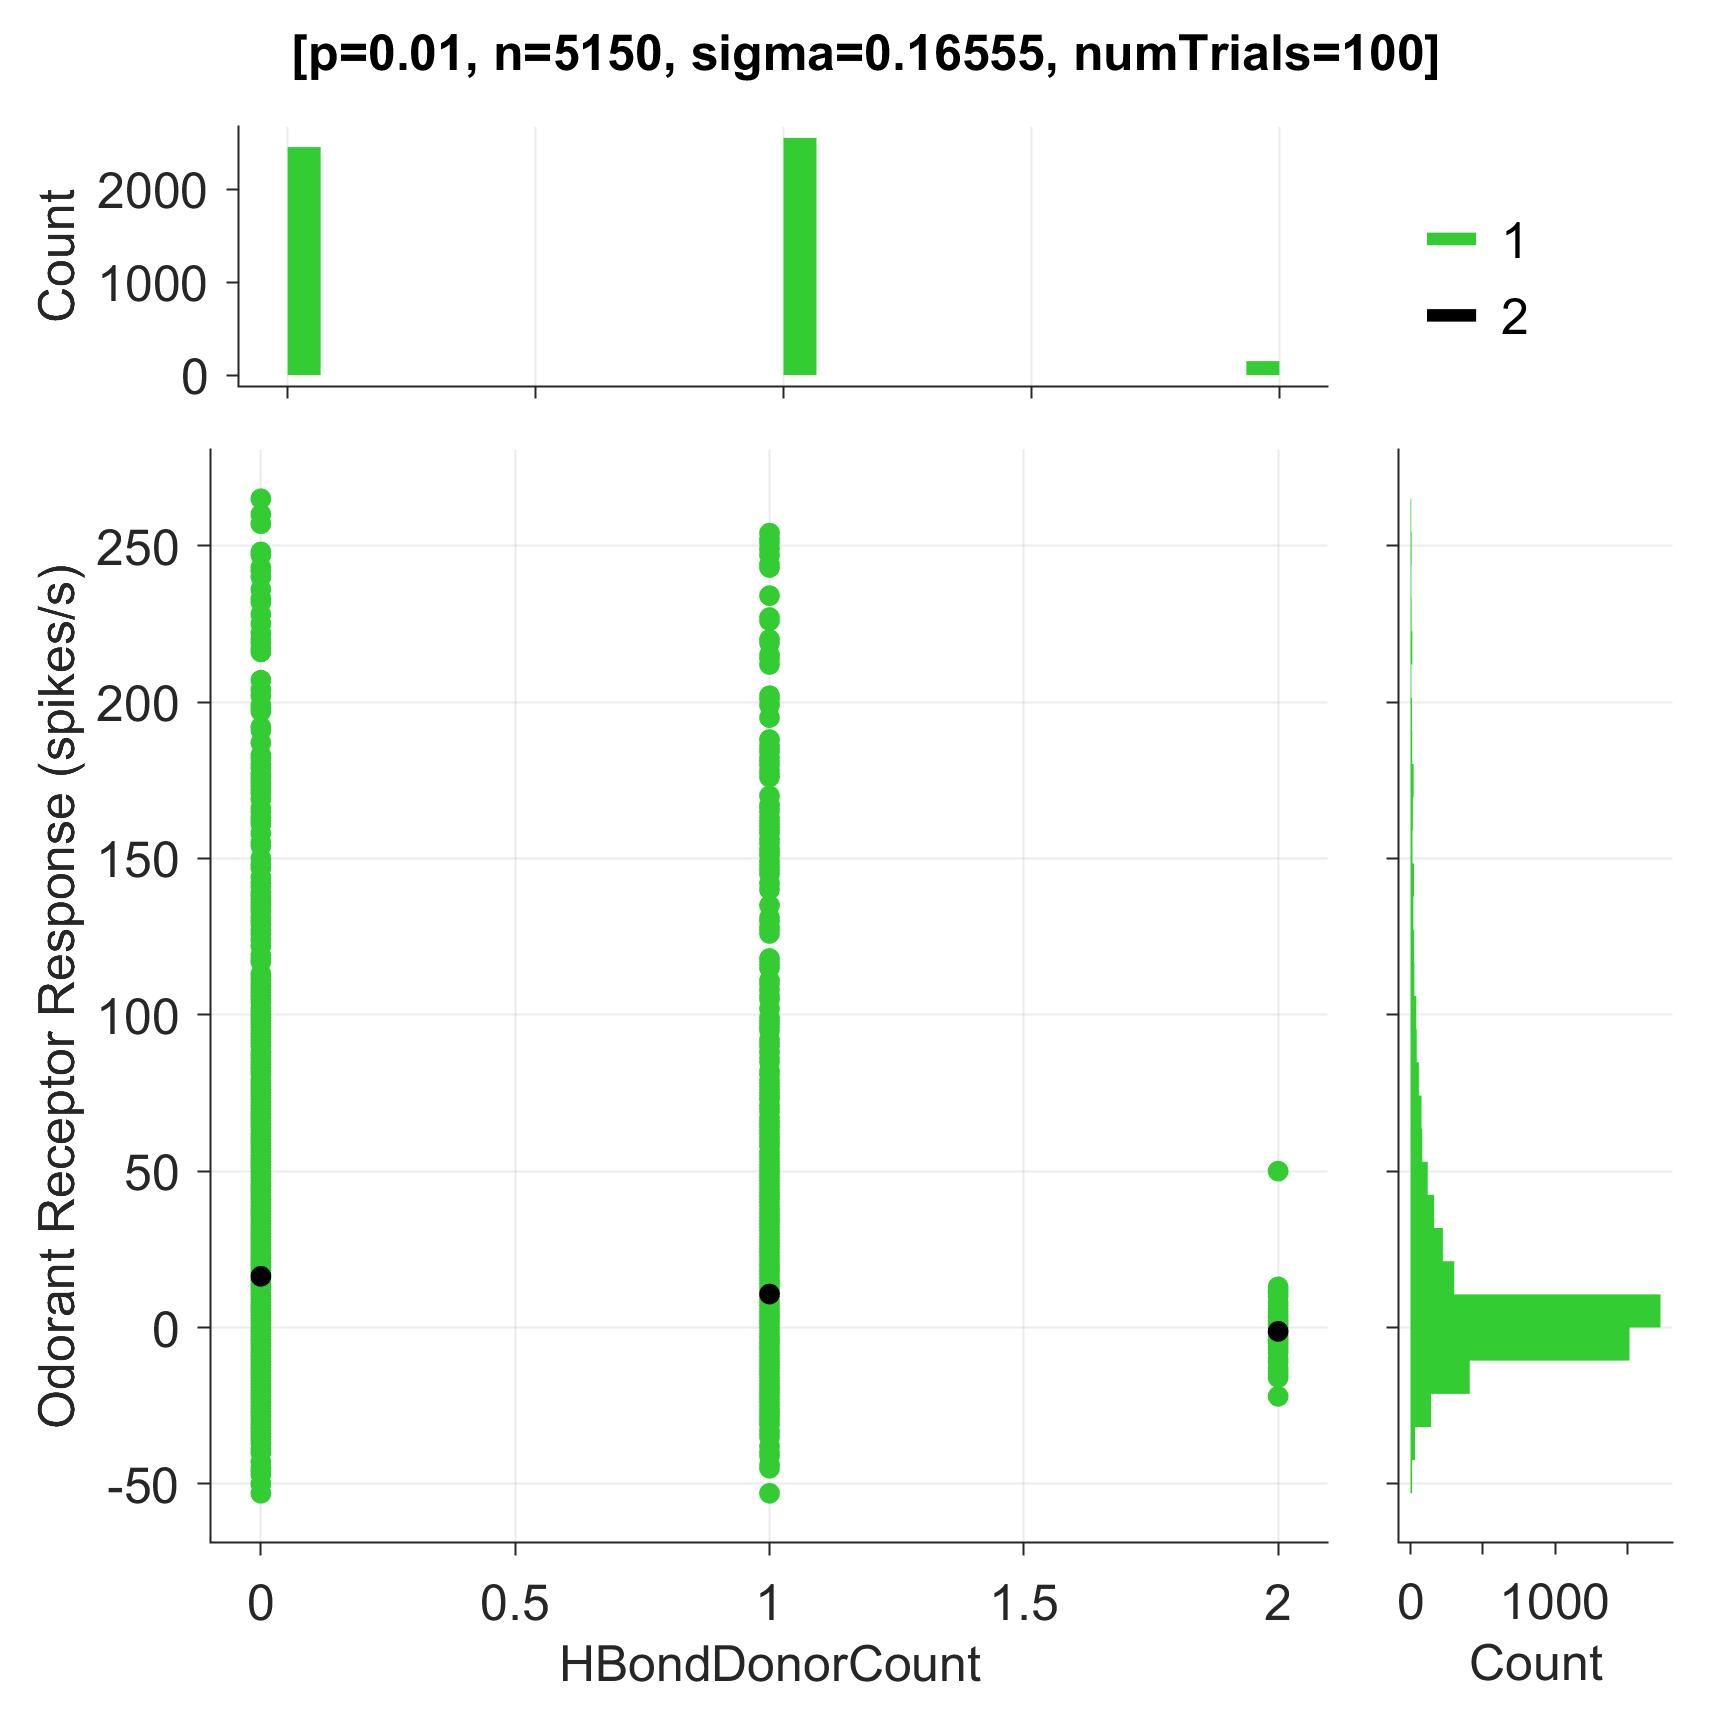 [p=0.01, n=5150, sigma=0.16555, numTrials=100]
Count
2000
1000
0
1
2
Odorant Receptor Response (spikes/s)
250
200
150
100
50
0
-50
0 0.5 1 1.5 2
HBondDonorCount
0 1000
Count